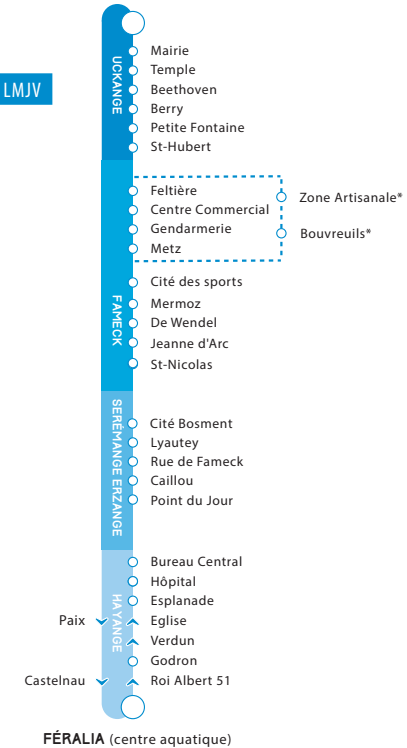 LMJV
UCKANGE
Mairie
Temple
Beethoven
Berry
Petite Fontaine
St-Hubert
FAMECK
Feltière
Centre Commercial
Gendarmerie
Metz
Zone Artisanale*
Bouvreuils*
Cité des sports
Mermoz
De Wendel
Jeanne d'Arc
St-Nicolas
SERÉMANGE ERZANGE
Cité Bosment
Lyautey
Rue de Fameck
Caillou
Point du Jour
HAYANGE
Bureau Central
Hôpital
Esplanade
Paix Eglise
Verdun
Godron
Castelnau Roi Albert 51
FÉRALIA (centre aquatique)